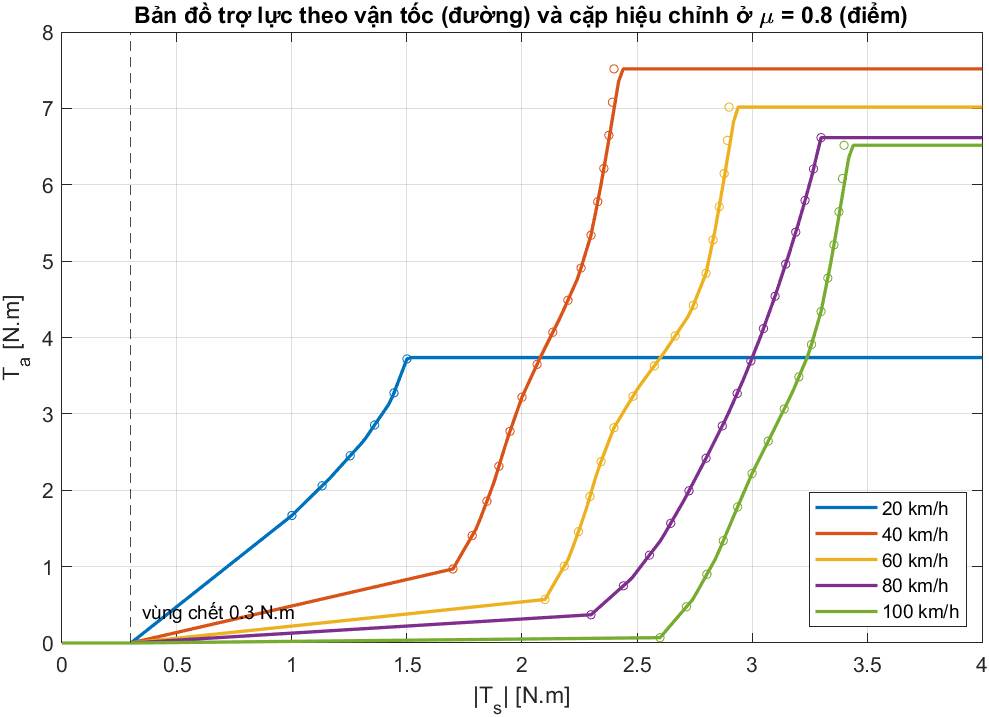 Bản đồ trợ lực theo vận tốc (đường) và cặp hiệu chỉnh ở μ = 0.8 (điểm)
8
7
6
5
4
3
2
1
0
T_a [N.m]
vùng chết 0.3 N.m
20 km/h
40 km/h
60 km/h
80 km/h
100 km/h
0 0.5 1 1.5 2 2.5 3 3.5 4
|T_s| [N.m]